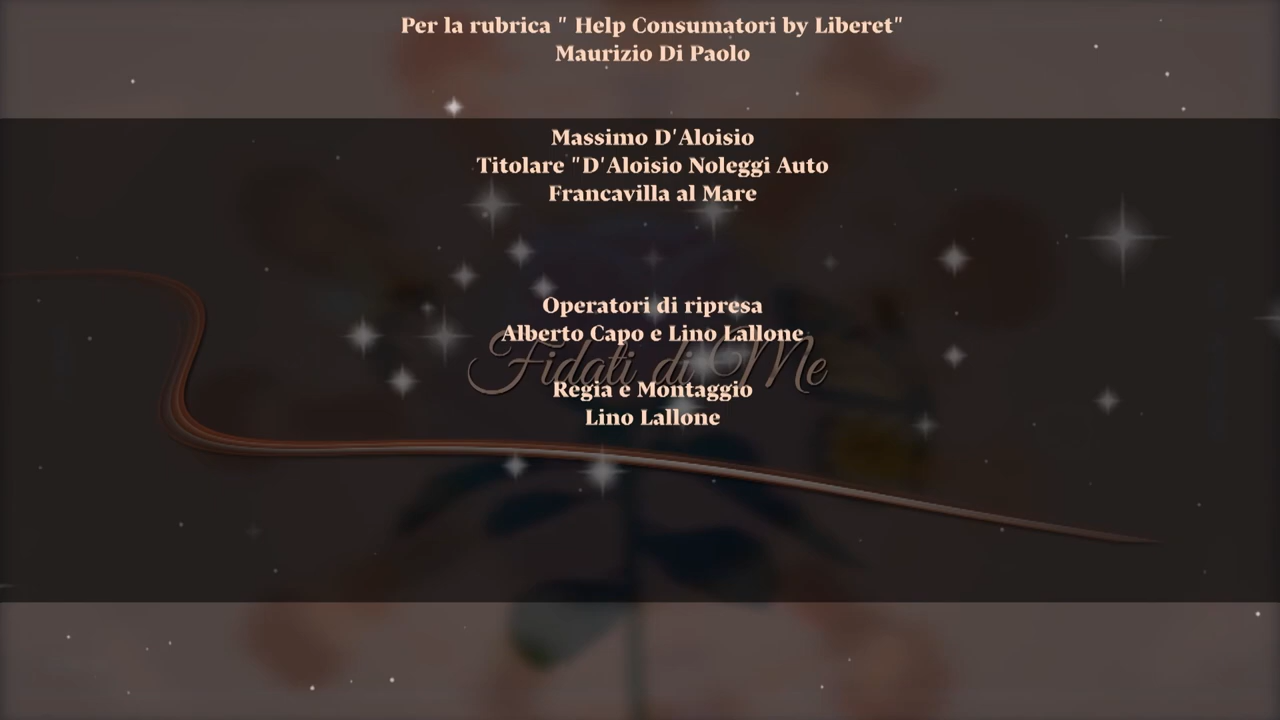 Per la rubrica " Help Consumatori by Liberet"
Maurizio Di Paolo
Massimo D'Aloisio
Titolare "D'Aloisio Noleggi Auto
Francavilla al Mare
Operatori di ripresa
Alberto Capo e Lino Lallone
Fidati di Me
Regia e Montaggio
Lino Lallone